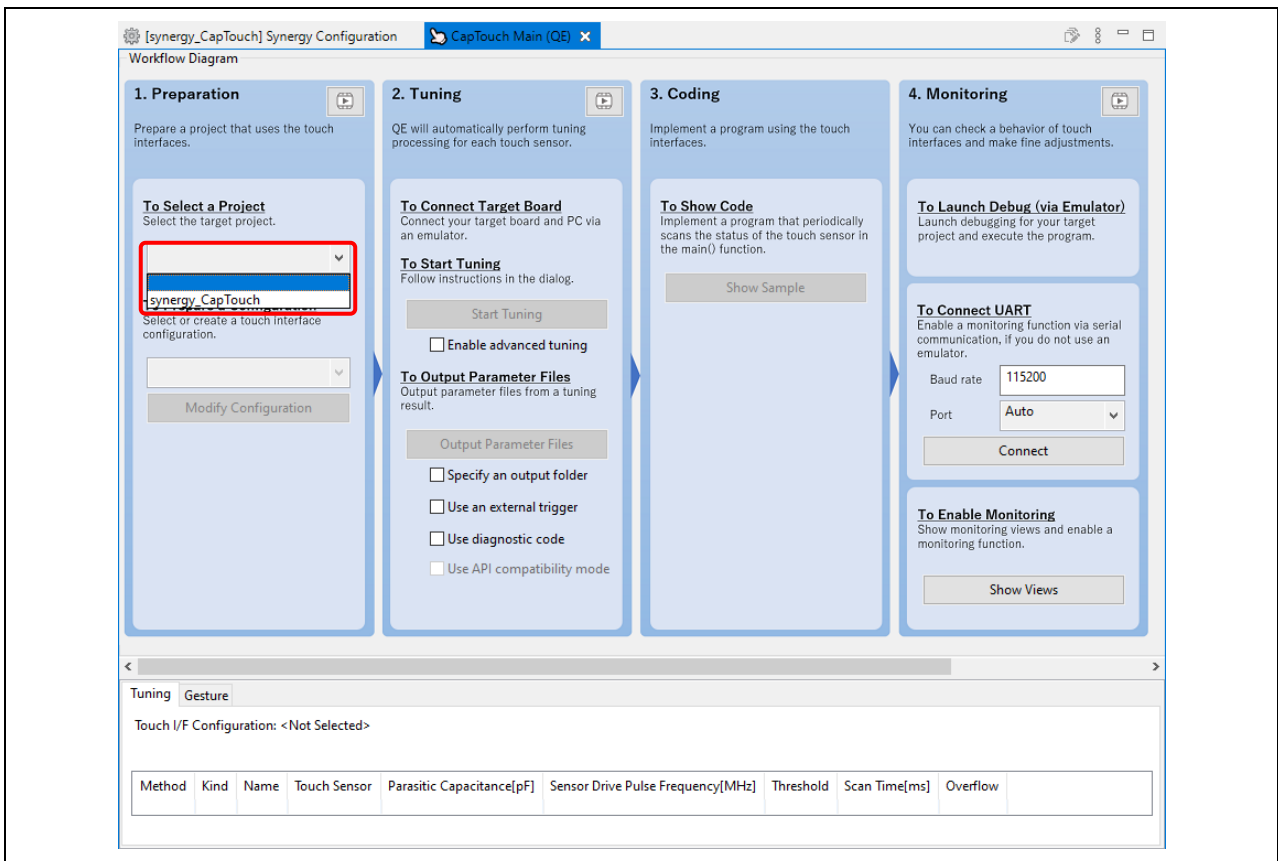 [synergy_CapTouch] Synergy Configuration
CapTouch Main (QE)
Workflow Diagram
1. Preparation
Prepare a project that uses the touch
interfaces.
To Select a Project
Select the target project.
synergy_CapTouch
Select or create a touch interface
configuration.
Modify Configuration
2. Tuning
QE will automatically perform tuning
processing for each touch sensor.
To Connect Target Board
Connect your target board and PC via
an emulator.
To Start Tuning
Follow instructions in the dialog.
Start Tuning
Enable advanced tuning
To Output Parameter Files
Output parameter files from a tuning
result.
Output Parameter Files
Specify an output folder
Use an external trigger
Use diagnostic code
Use API compatibility mode
3. Coding
Implement a program using the touch
interfaces.
To Show Code
Implement a program that periodically
scans the status of the touch sensor in
the main() function.
Show Sample
4. Monitoring
You can check a behavior of touch
interfaces and make fine adjustments.
To Launch Debug (via Emulator)
Launch debugging for your target
project and execute the program.
To Connect UART
Enable a monitoring function via serial
communication, if you do not use an
emulator.
Baud rate 115200
Port Auto
Connect
To Enable Monitoring
Show monitoring views and enable a
monitoring function.
Show Views
Tuning Gesture
Touch I/F Configuration: <Not Selected>
Method Kind Name Touch Sensor Parasitic Capacitance[pF] Sensor Drive Pulse Frequency[MHz] Threshold Scan Time[ms] Overflow